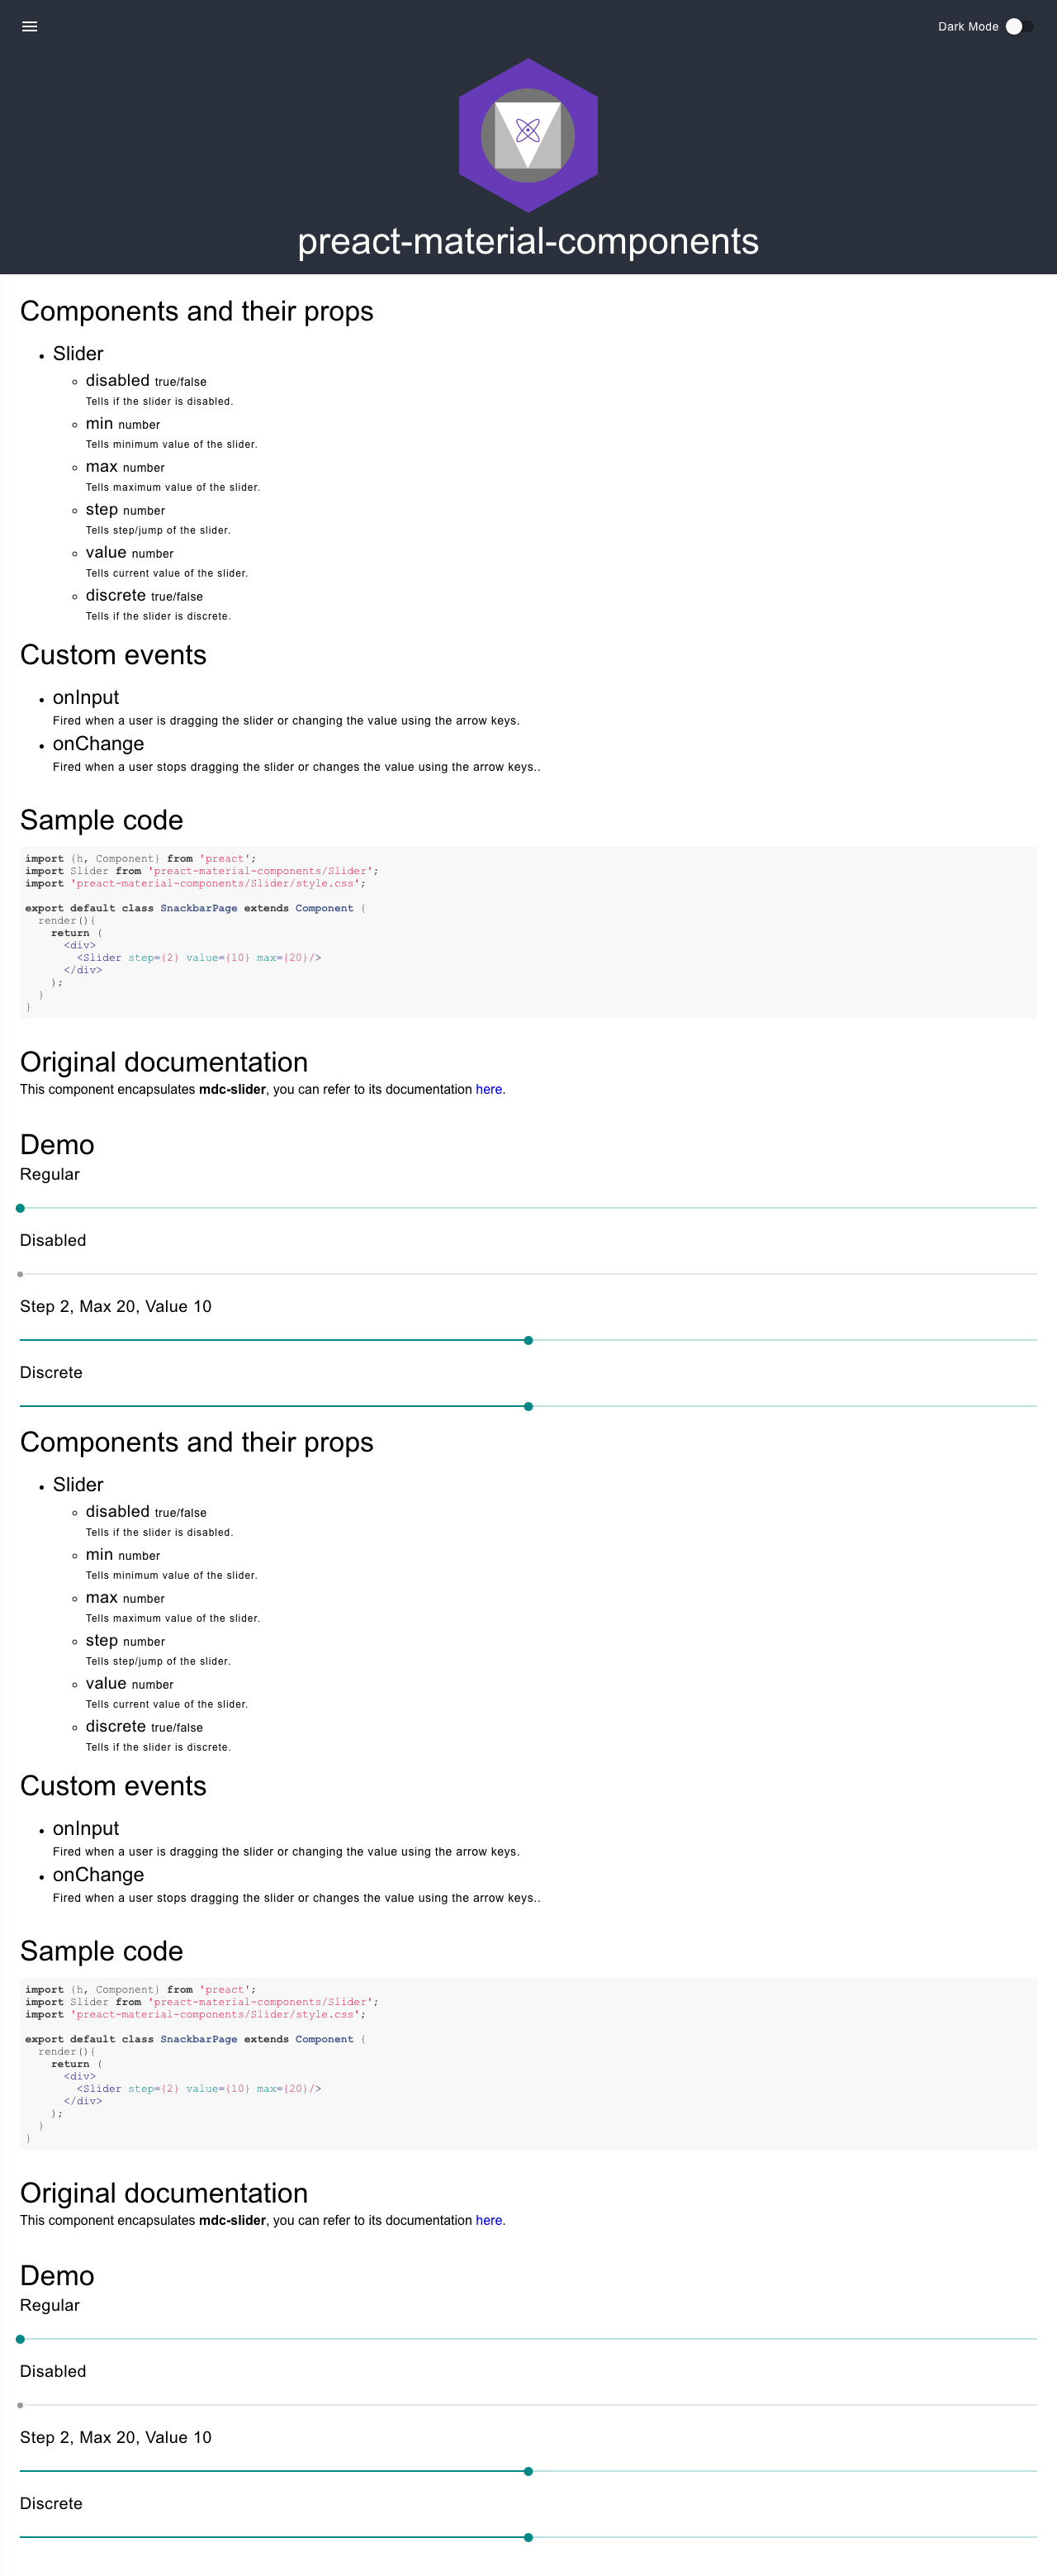 Dark Mode
preact-material-components
Components and their props
Slider
disabled true/false
Tells if the slider is disabled.
min number
Tells minimum value of the slider.
max number
Tells maximum value of the slider.
step number
Tells step/jump of the slider.
value number
Tells current value of the slider.
discrete true/false
Tells if the slider is discrete.
Custom events
onInput
Fired when a user is dragging the slider or changing the value using the arrow keys.
onChange
Fired when a user stops dragging the slider or changes the value using the arrow keys..
Sample code
import {h, Component} from 'preact';
import Slider from 'preact-material-components/Slider';
import 'preact-material-components/Slider/style.css';
export default class SnackbarPage extends Component {
  render(){
    return (
      <div>
        <Slider step={2} value={10} max={20}/>
      </div>
    );
  }
}
Original documentation
This component encapsulates mdc-slider, you can refer to its documentation here.
Demo
Regular
Disabled
Step 2, Max 20, Value 10
Discrete
Components and their props
Slider
disabled true/false
Tells if the slider is disabled.
min number
Tells minimum value of the slider.
max number
Tells maximum value of the slider.
step number
Tells step/jump of the slider.
value number
Tells current value of the slider.
discrete true/false
Tells if the slider is discrete.
Custom events
onInput
Fired when a user is dragging the slider or changing the value using the arrow keys.
onChange
Fired when a user stops dragging the slider or changes the value using the arrow keys..
Sample code
import {h, Component} from 'preact';
import Slider from 'preact-material-components/Slider';
import 'preact-material-components/Slider/style.css';
export default class SnackbarPage extends Component {
  render(){
    return (
      <div>
        <Slider step={2} value={10} max={20}/>
      </div>
    );
  }
}
Original documentation
This component encapsulates mdc-slider, you can refer to its documentation here.
Demo
Regular
Disabled
Step 2, Max 20, Value 10
Discrete